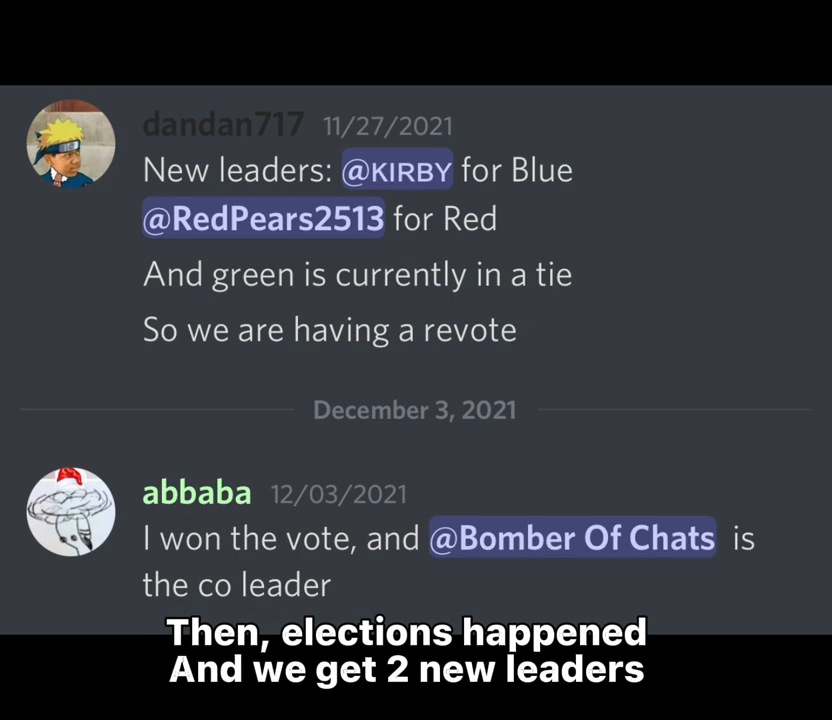 dandan717 11/27/2021
New leaders: @KIRBY for Blue
@RedPears2513 for Red
And green is currently in a tie
So we are having a revote
December 3, 2021
abbaba 12/03/2021
I won the vote, and @Bomber Of Chats is
the co leader
Then, elections happened
And we get 2 new leaders